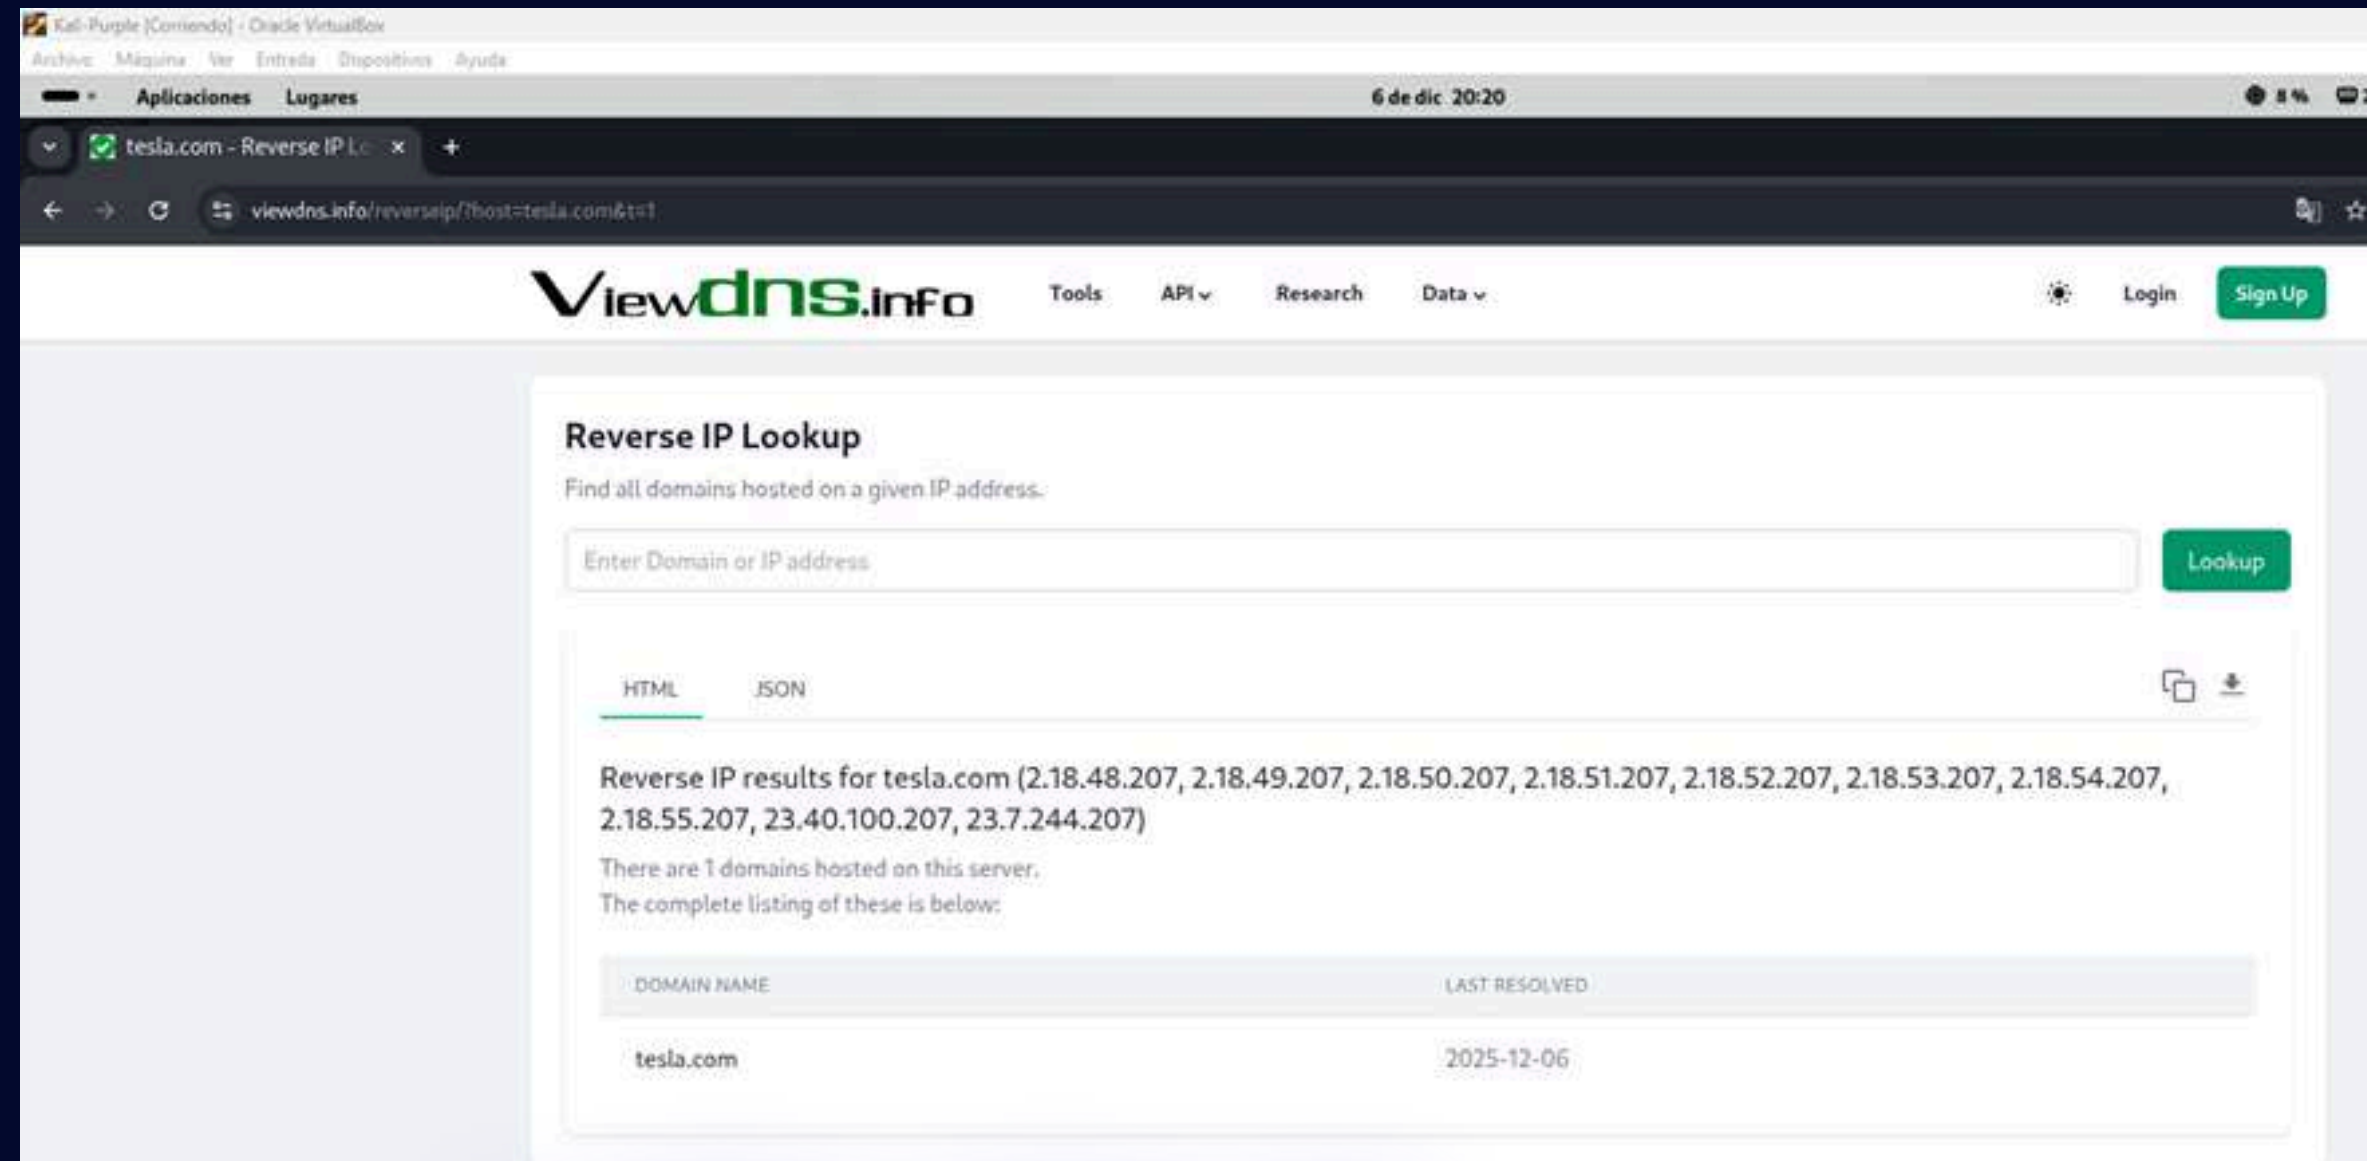 Kali-Purple [Corriendo] - Oracle VirtualBox
Archivo Máquina Ver Entrada Dispositivos Ayuda
Aplicaciones Lugares 6 de dic 20:20 8 %
tesla.com - Reverse IP Lo
viewdns.info/reverseip/?host=tesla.com&t=1
Viewdns.info Tools API Research Data Login Sign Up
Reverse IP Lookup
Find all domains hosted on a given IP address.
Enter Domain or IP address Lookup
HTML JSON
Reverse IP results for tesla.com (2.18.48.207, 2.18.49.207, 2.18.50.207, 2.18.51.207, 2.18.52.207, 2.18.53.207, 2.18.54.207,
2.18.55.207, 23.40.100.207, 23.7.244.207)
There are 1 domains hosted on this server.
The complete listing of these is below:
DOMAIN NAME LAST RESOLVED
tesla.com 2025-12-06